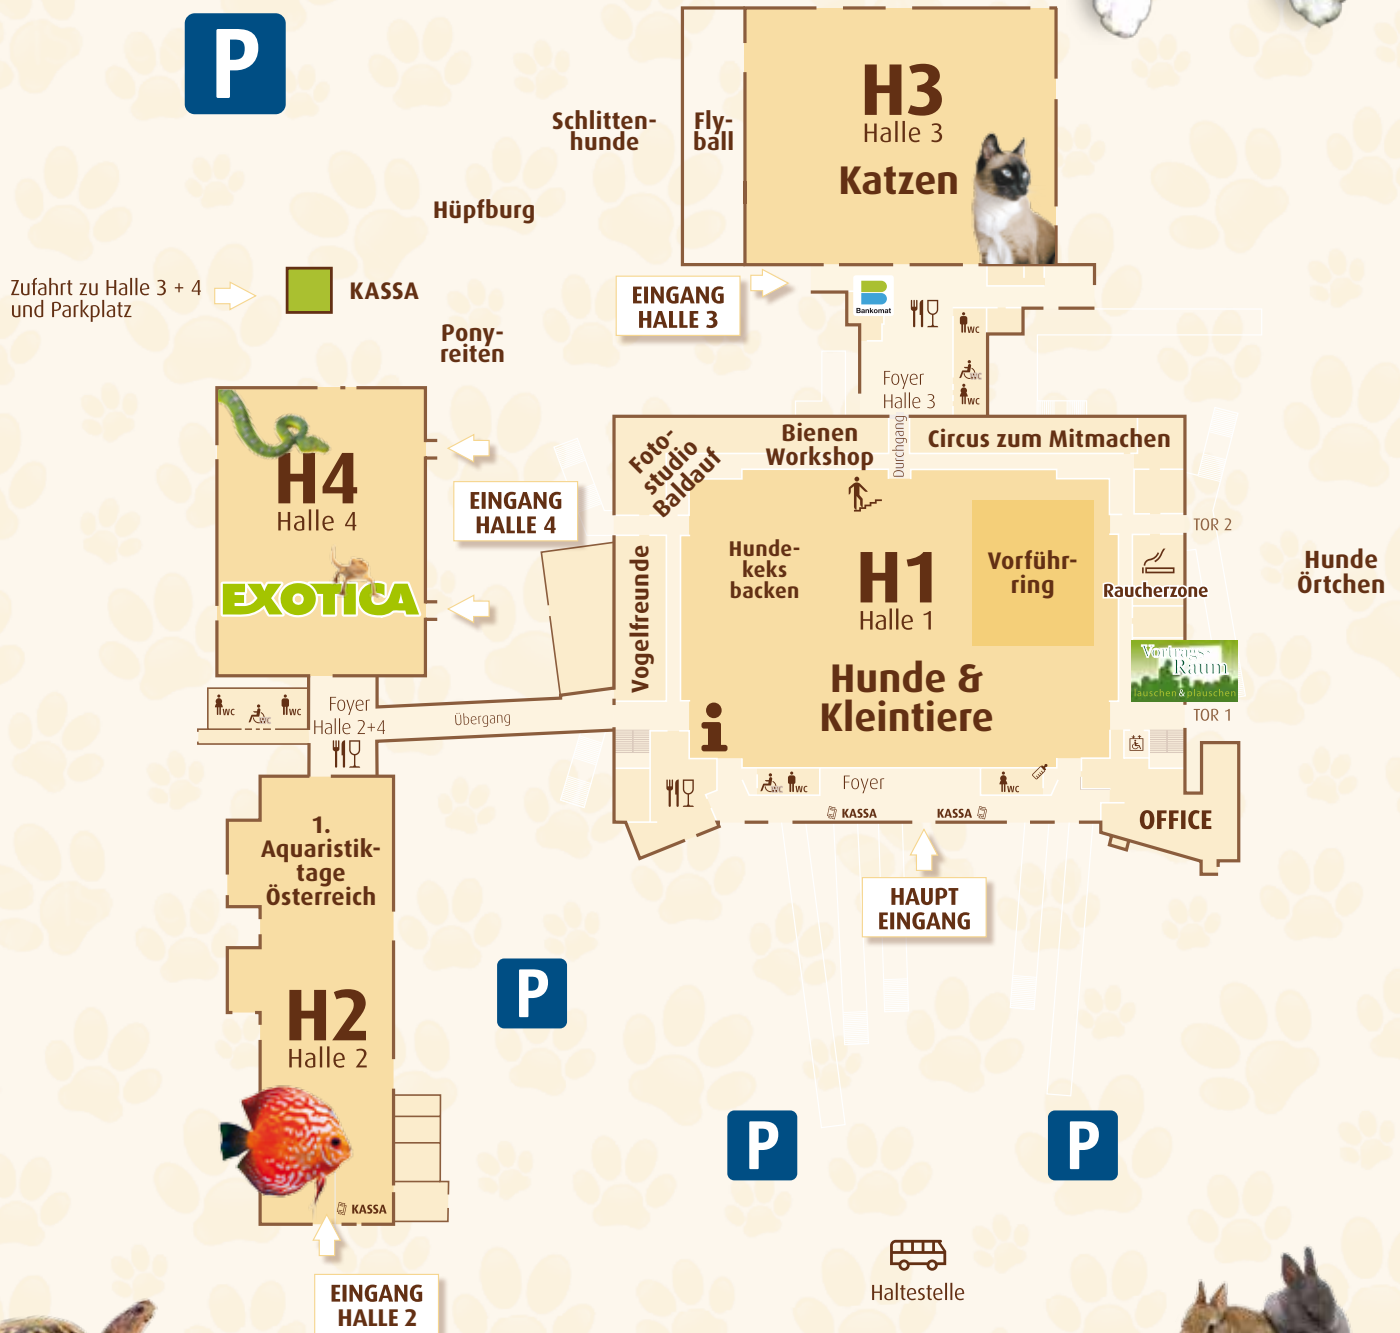 P
H3
Halle 3
Katzen
Fly-
ball
Schlitten-
hunde
Hüpfburg
Zufahrt zu Halle 3 + 4
und Parkplatz
KASSA
Pony-
reiten
EINGANG
HALLE 3
Bankomat
WC
WC
WC
Foyer
Halle 3
Durchgang
Foto-
studio
Baldauf
Bienen
Workshop
Circus zum Mitmachen
H4
Halle 4
EXOTICA
EINGANG
HALLE 4
Vogelfreunde
Hunde-
keks
backen
H1
Halle 1
Hunde &
Kleintiere
Vorführ-
ring
TOR 2
Raucherzone
Hunde
Örtchen
Vortrags-
Raum
lauschen & plauschen
TOR 1
WC
WC
WC
Foyer
Halle 2+4
Übergang
WC
WC
Foyer
WC
KASSA
KASSA
OFFICE
HAUPT
EINGANG
1.
Aquaristik-
tage
Österreich
H2
Halle 2
KASSA
EINGANG
HALLE 2
P
P
P
Haltestelle